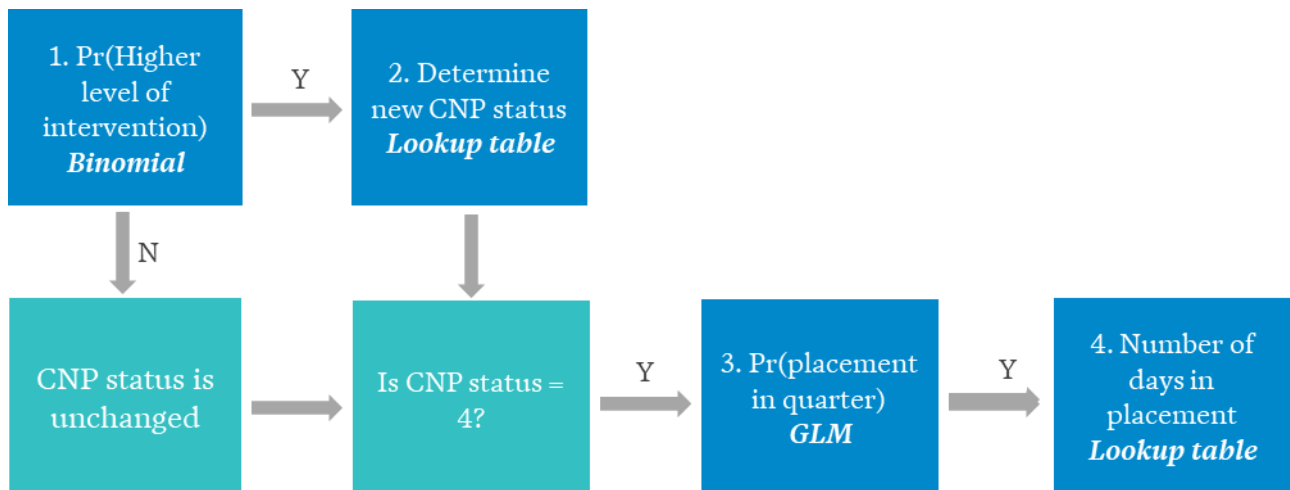 1. Pr(Higher
level of
intervention)
Binomial
Y
2. Determine
new CNP status
Lookup table
N
CNP status is
unchanged
Is CNP status =
4?
Y
3. Pr(placement
in quarter)
GLM
Y
4. Number of
days in
placement
Lookup table